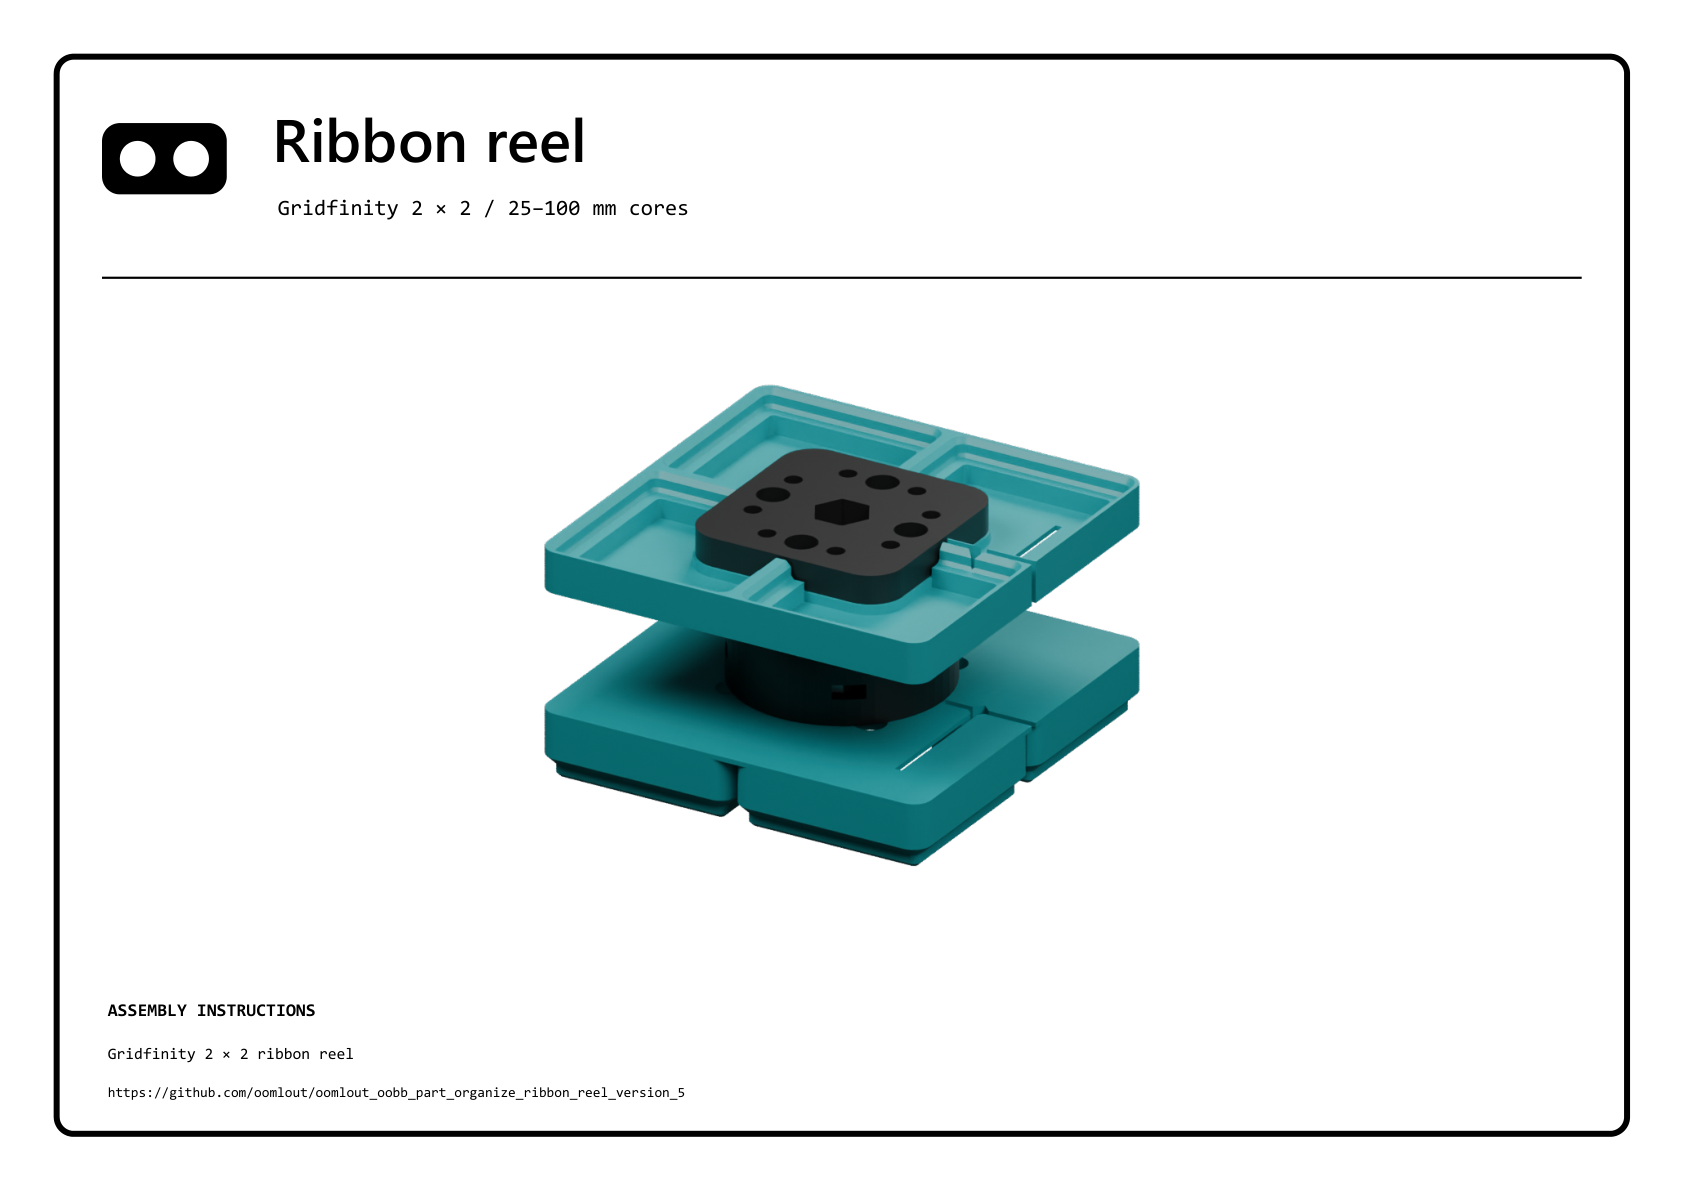 Ribbon reel
Gridfinity 2 × 2 / 25–100 mm cores
ASSEMBLY INSTRUCTIONS
Gridfinity 2 × 2 ribbon reel
https://github.com/oomlout/oomlout_oobb_part_organize_ribbon_reel_version_5